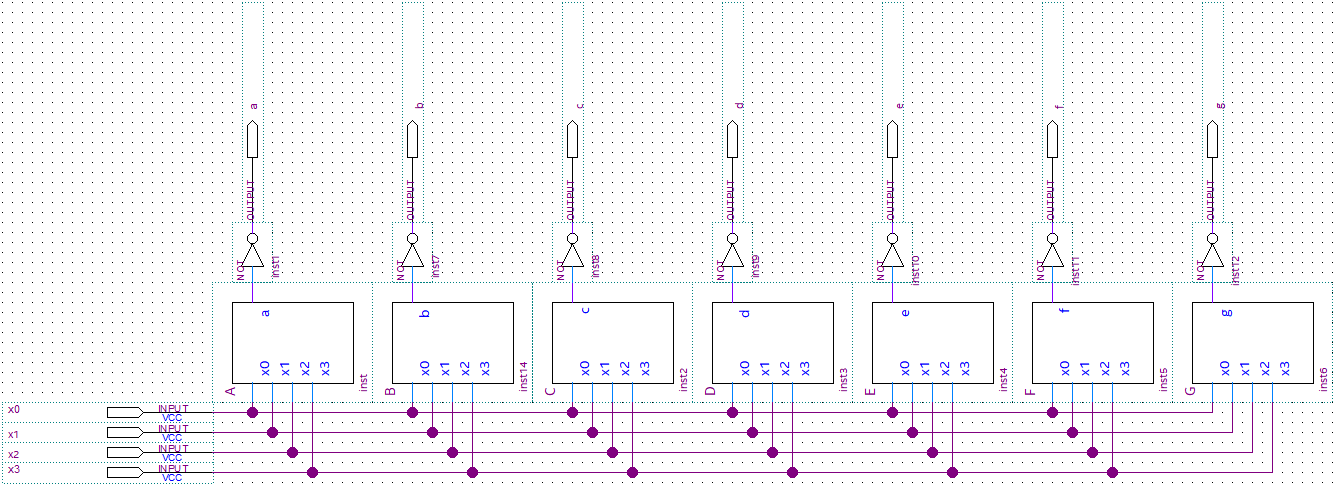 a b c d e f g
OUTPUT OUTPUT OUTPUT OUTPUT OUTPUT OUTPUT OUTPUT
NOT inst1 NOT inst7 NOT inst8 NOT inst9 NOT inst10 NOT inst11 NOT inst12
a b c d e f g
x0 x1 x2 x3 x0 x1 x2 x3 x0 x1 x2 x3 x0 x1 x2 x3 x0 x1 x2 x3 x0 x1 x2 x3 x0 x1 x2 x3
A inst B inst14 C inst2 D inst3 E inst4 F inst5 G inst6
x0 INPUT
VCC
x1 INPUT
VCC
x2 INPUT
VCC
x3 INPUT
VCC